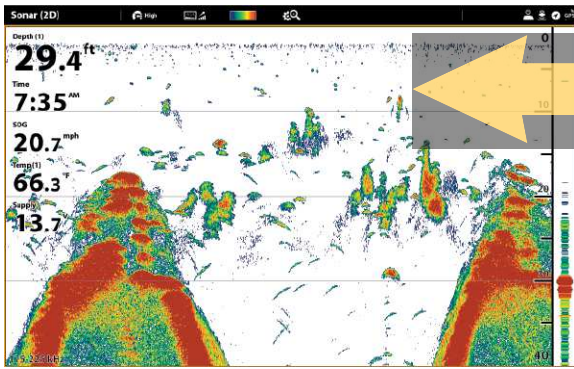 Sonar (2D)
High
GPS
Depth (1)
29.4 ft
Time
7:35 AM
SOG
20.7 mph
Temp(1)
66.3 °F
Supply
13.7
0
10
20
40